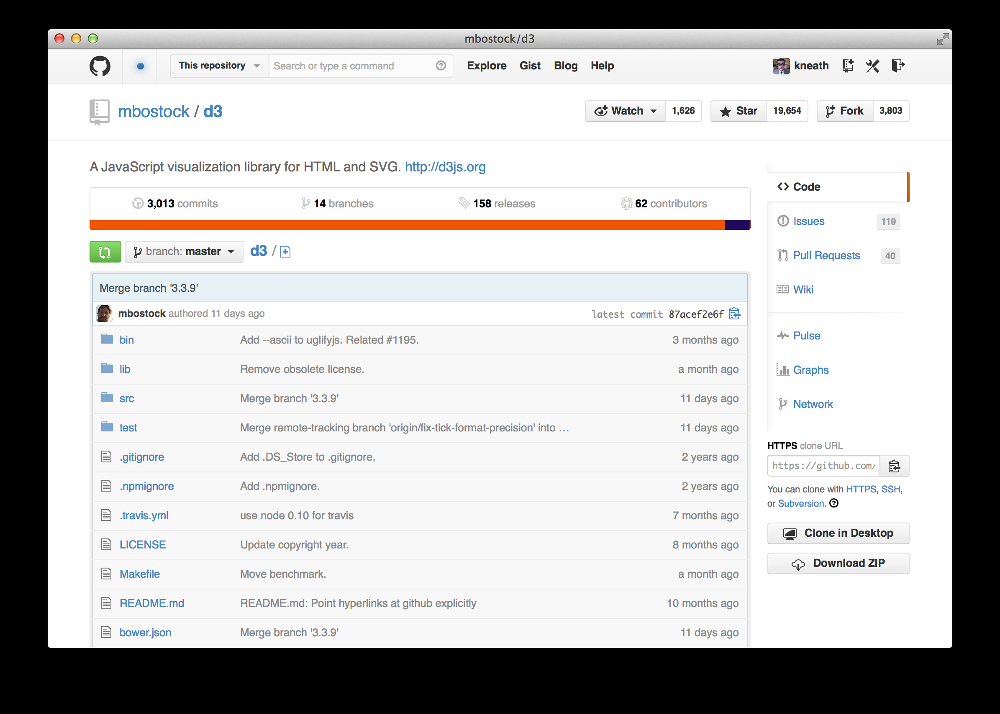 mbostock/d3
This repository Search or type a command Explore Gist Blog Help kneath
mbostock / d3 Watch 1,626 Star 19,654 Fork 3,803
A JavaScript visualization library for HTML and SVG. http://d3js.org
3,013 commits 14 branches 158 releases 62 contributors
branch: master d3 /
Merge branch '3.3.9'
mbostock authored 11 days ago latest commit 87acef2e6f
bin Add --ascii to uglifyjs. Related #1195. 3 months ago
lib Remove obsolete license. a month ago
src Merge branch '3.3.9' 11 days ago
test Merge remote-tracking branch 'origin/fix-tick-format-precision' into … 11 days ago
.gitignore Add .DS_Store to .gitignore. 2 years ago
.npmignore Add .npmignore. 2 years ago
.travis.yml use node 0.10 for travis 7 months ago
LICENSE Update copyright year. 8 months ago
Makefile Move benchmark. a month ago
README.md README.md: Point hyperlinks at github explicitly 10 months ago
bower.json Merge branch '3.3.9' 11 days ago
Code
Issues 119
Pull Requests 40
Wiki
Pulse
Graphs
Network
HTTPS clone URL
https://github.com/
You can clone with HTTPS, SSH,
or Subversion.
Clone in Desktop
Download ZIP